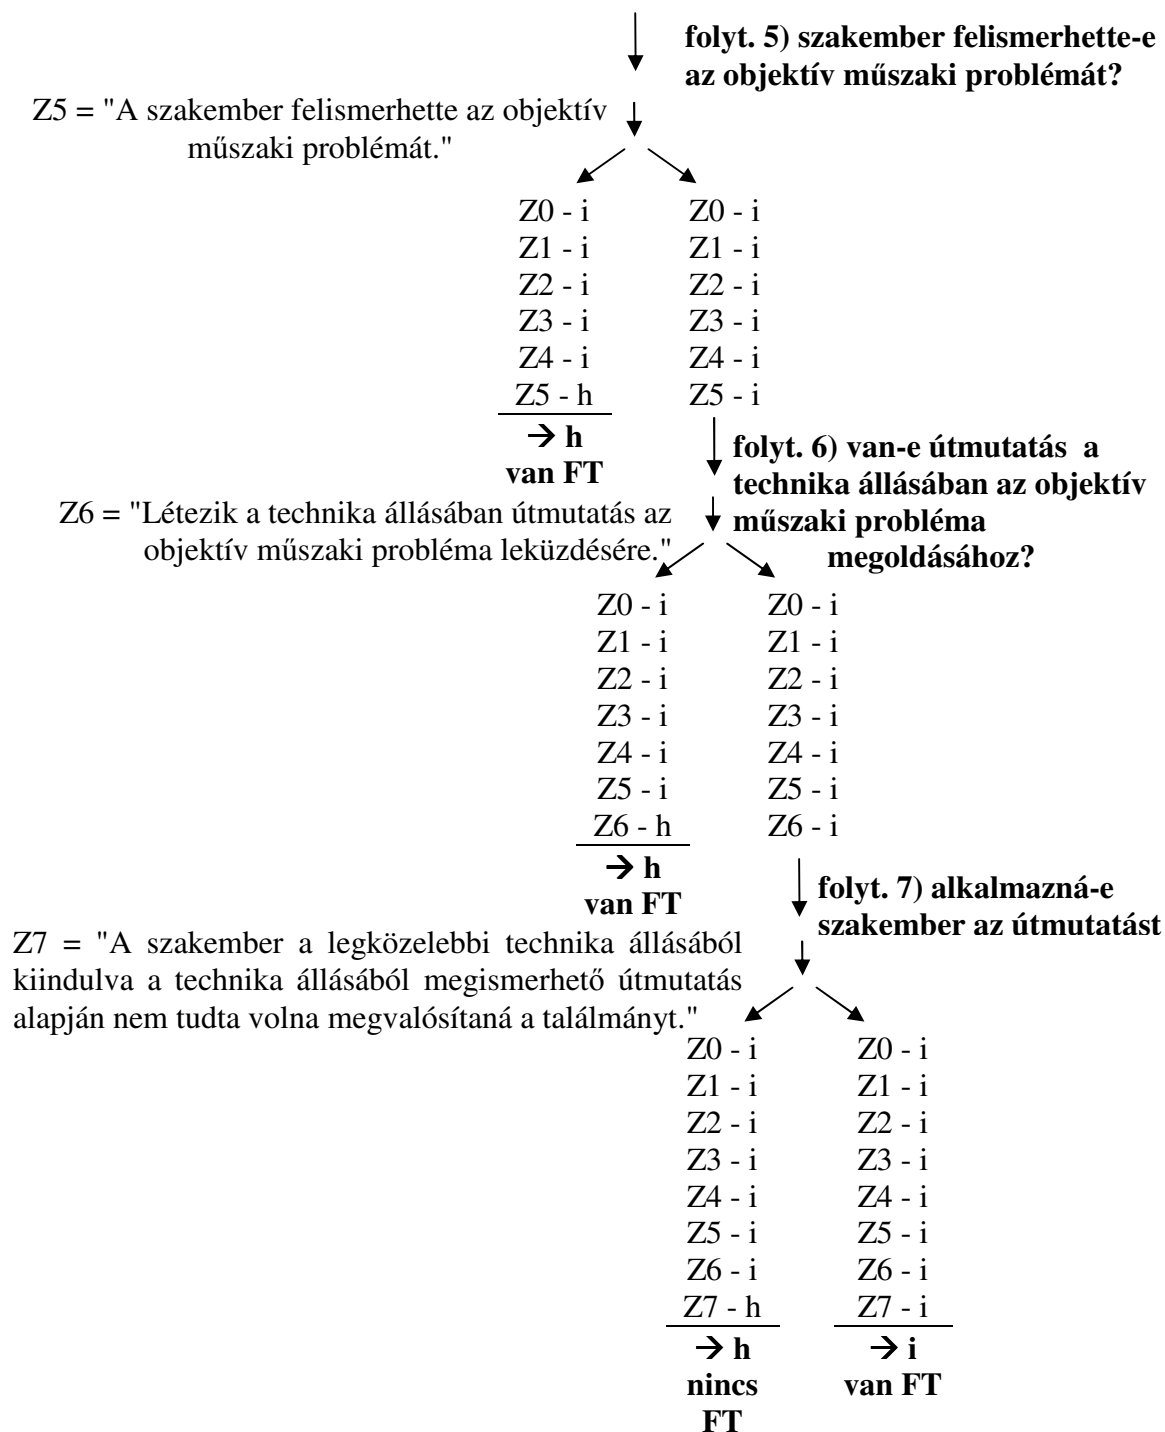 folyt. 5) szakember felismerhette-e
az objektív műszaki problémát?
Z5 = "A szakember felismerhette az objektív
műszaki problémát."
Z0 - i Z0 - i
Z1 - i Z1 - i
Z2 - i Z2 - i
Z3 - i Z3 - i
Z4 - i Z4 - i
Z5 - h Z5 - i
→ h
van FT
folyt. 6) van-e útmutatás a
technika állásában az objektív
műszaki probléma
megoldásához?
Z6 = "Létezik a technika állásában útmutatás az
objektív műszaki probléma leküzdésére."
Z0 - i Z0 - i
Z1 - i Z1 - i
Z2 - i Z2 - i
Z3 - i Z3 - i
Z4 - i Z4 - i
Z5 - i Z5 - i
Z6 - h Z6 - i
→ h
van FT
folyt. 7) alkalmazná-e
szakember az útmutatást
Z7 = "A szakember a legközelebbi technika állásából
kiindulva a technika állásából megismerhető útmutatás
alapján nem tudta volna megvalósítaná a találmányt."
Z0 - i Z0 - i
Z1 - i Z1 - i
Z2 - i Z2 - i
Z3 - i Z3 - i
Z4 - i Z4 - i
Z5 - i Z5 - i
Z6 - i Z6 - i
Z7 - h Z7 - i
→ h → i
nincs van FT
FT